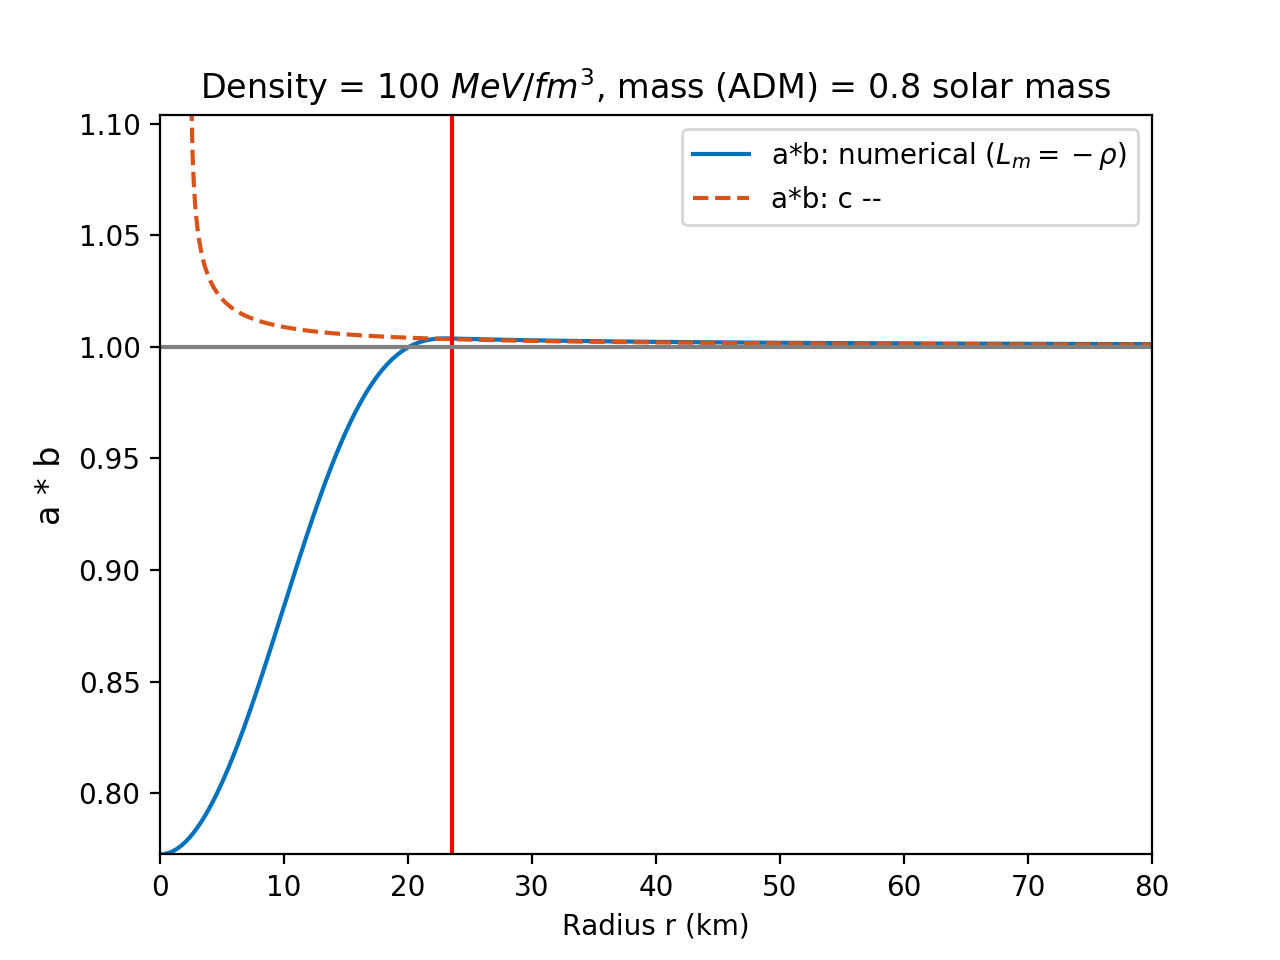 Density = 100 MeV/fm³, mass (ADM) = 0.8 solar mass
a*b: numerical (Lₘ = −ρ)
a*b: c --
1.10
1.05
1.00
0.95
0.90
0.85
0.80
a * b
0 10 20 30 40 50 60 70 80
Radius r (km)